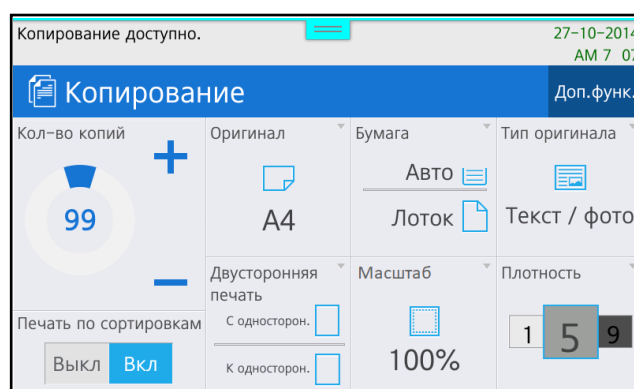 Копирование доступно.
27-10-2014
AM 7 07
Копирование
Доп.функ.
Кол-во копий
99
Печать по сортировкам
Выкл Вкл
Оригинал
A4
Бумага
Авто
Лоток
Тип оригинала
Текст / фото
Двусторонняя
печать
С односторон.
К односторон.
Масштаб
100%
Плотность
1 5 9